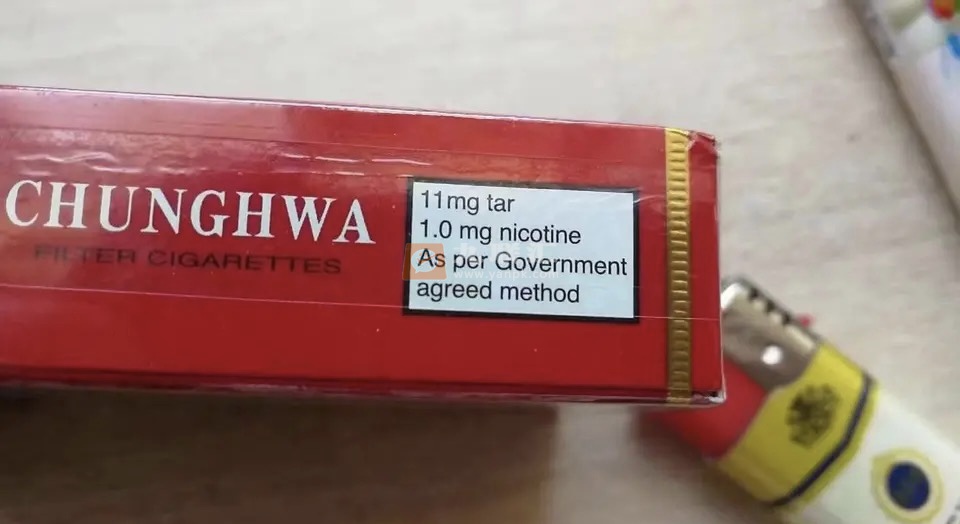 CHUNGHWA
FILTER CIGARETTES
11mg tar
1.0 mg nicotine
As per Government
agreed method